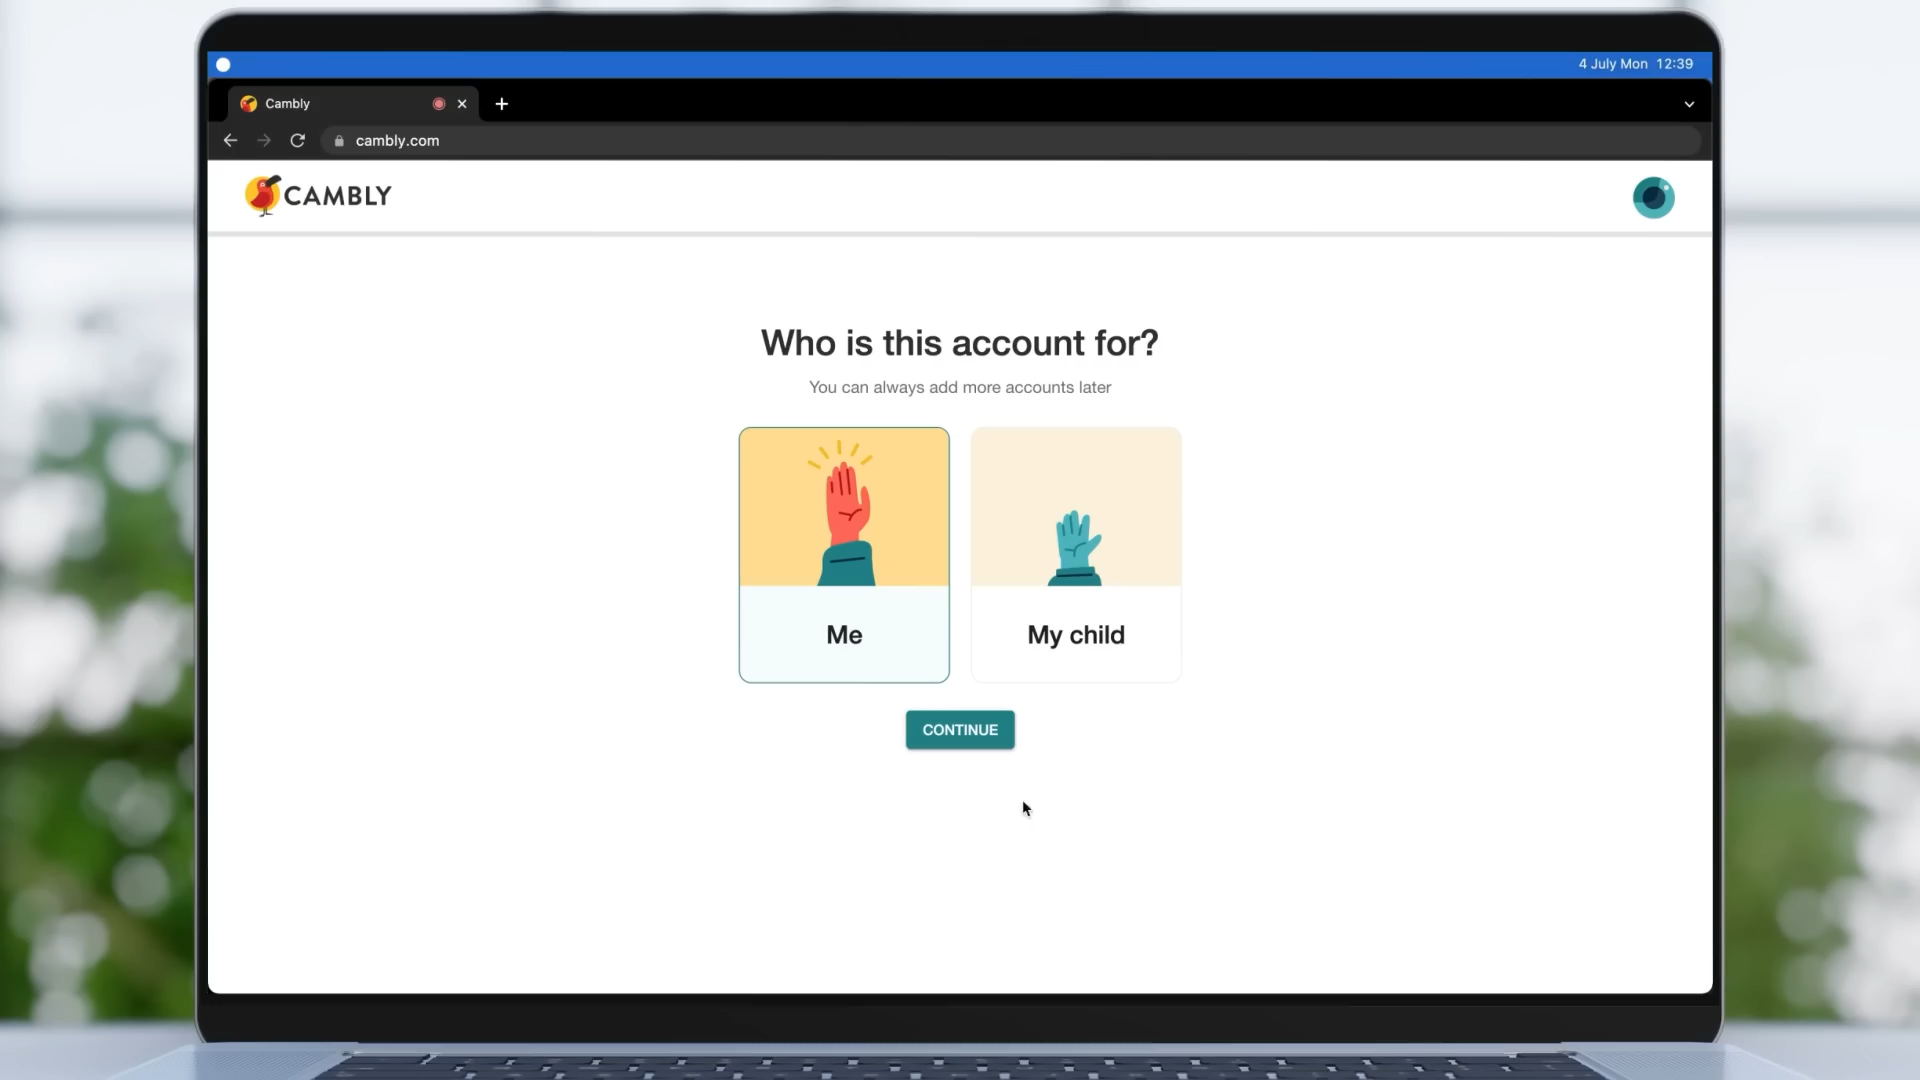 4 July Mon 12:39
Cambly
cambly.com
CAMBLY
Who is this account for?
You can always add more accounts later
Me
My child
CONTINUE